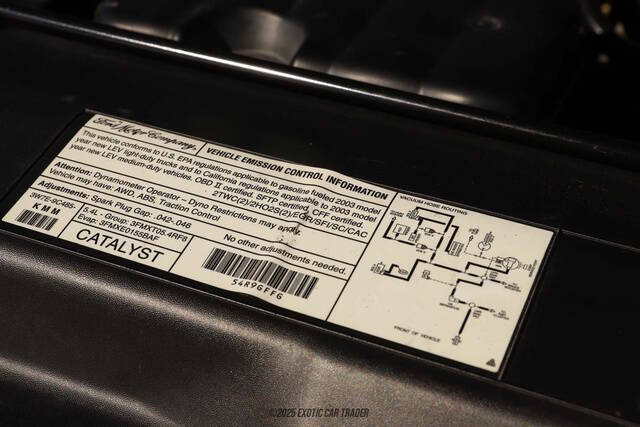 Ford Motor Company,
VEHICLE EMISSION CONTROL INFORMATION
This vehicle conforms to U.S. EPA regulations applicable to gasoline fueled 2003 model
year new LEV light-duty trucks and to California regulations applicable to 2003 model
year new LEV medium-duty vehicles. OBD II certified. SFTP certified. CFF certified.
2TWC(2)/2HO2S(2)/EGR/SFI/SC/CAC
Attention: Dynamometer Operator - Dyno Restrictions may apply.
Vehicle may have: AWD, ABS, Traction Control
Adjustments: Spark Plug Gap: .042-.046
No other adjustments needed.
3W7E-9C485-
KMM
5.4L - Group: 3FMXT05.4RF8
Evap: 3FMXE0155BAF
CATALYST
54R9GFFG
VACUUM HOSE ROUTING
FRONT OF VEHICLE
©2025 EXOTIC CAR TRADER